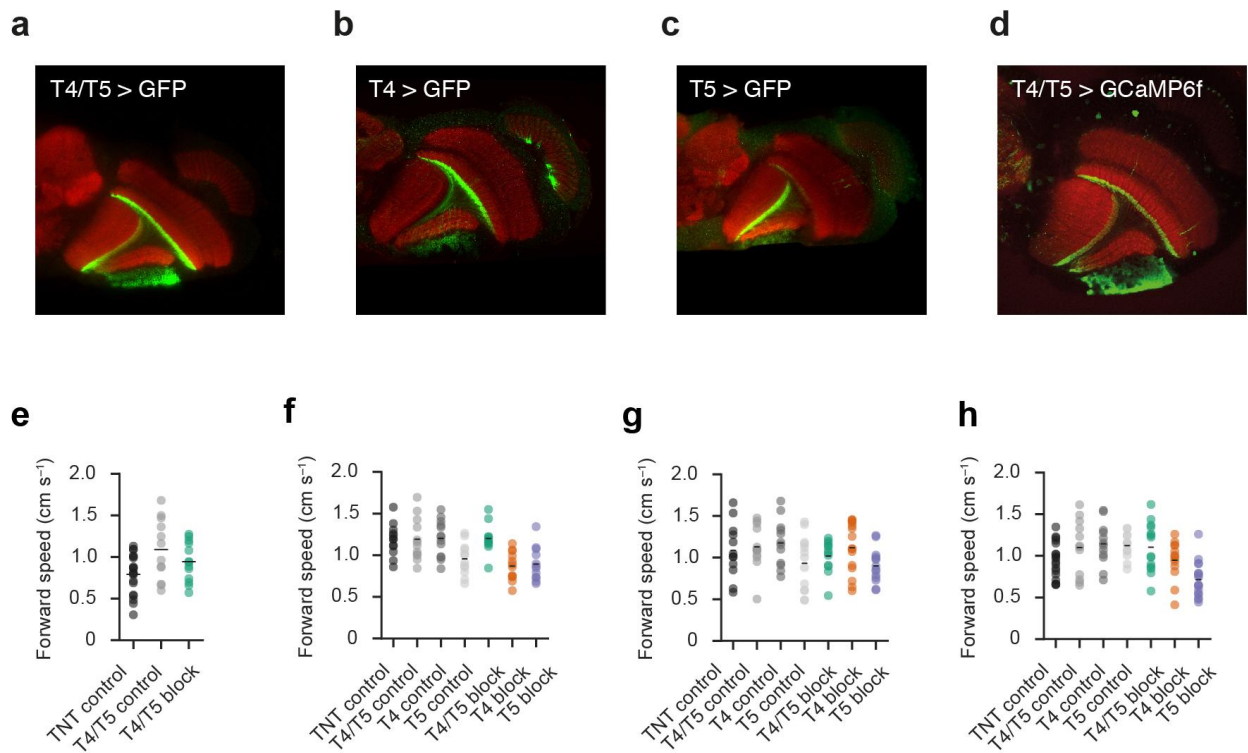 a
b
c
d
T4/T5 > GFP
T4 > GFP
T5 > GFP
T4/T5 > GCaMP6f
e
f
g
h
Forward speed (cm s⁻¹)
2.0
1.5
1.0
0.5
0
TNT control
T4/T5 control
T4/T5 block
Forward speed (cm s⁻¹)
2.0
1.5
1.0
0.5
0
TNT control
T4/T5 control
T4 control
T5 control
T4/T5 block
T4 block
T5 block
Forward speed (cm s⁻¹)
2.0
1.5
1.0
0.5
0
TNT control
T4/T5 control
T4 control
T5 control
T4/T5 block
T4 block
T5 block
Forward speed (cm s⁻¹)
2.0
1.5
1.0
0.5
0
TNT control
T4/T5 control
T4 control
T5 control
T4/T5 block
T4 block
T5 block